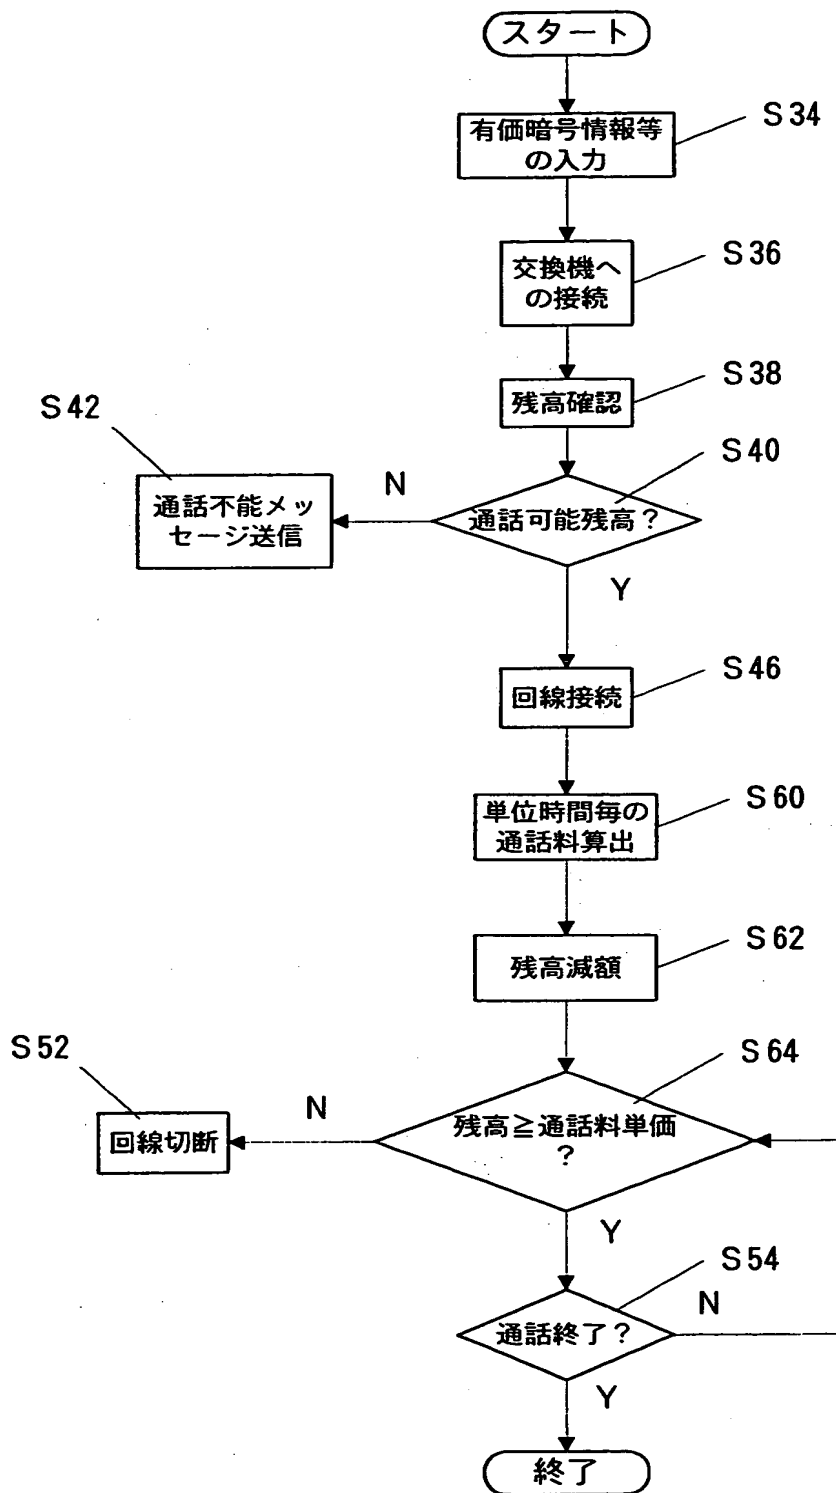 スタート
S34
有価暗号情報等
の入力
S36
交換機へ
の接続
S38
残高確認
S42
S40
通話不能メッ
セージ送信
N
通話可能残高？
Y
S46
回線接続
S60
単位時間毎の
通話料算出
S62
残高減額
S52
S64
回線切断
N
残高≧通話料単価
？
Y
S54
通話終了？
N
Y
終了